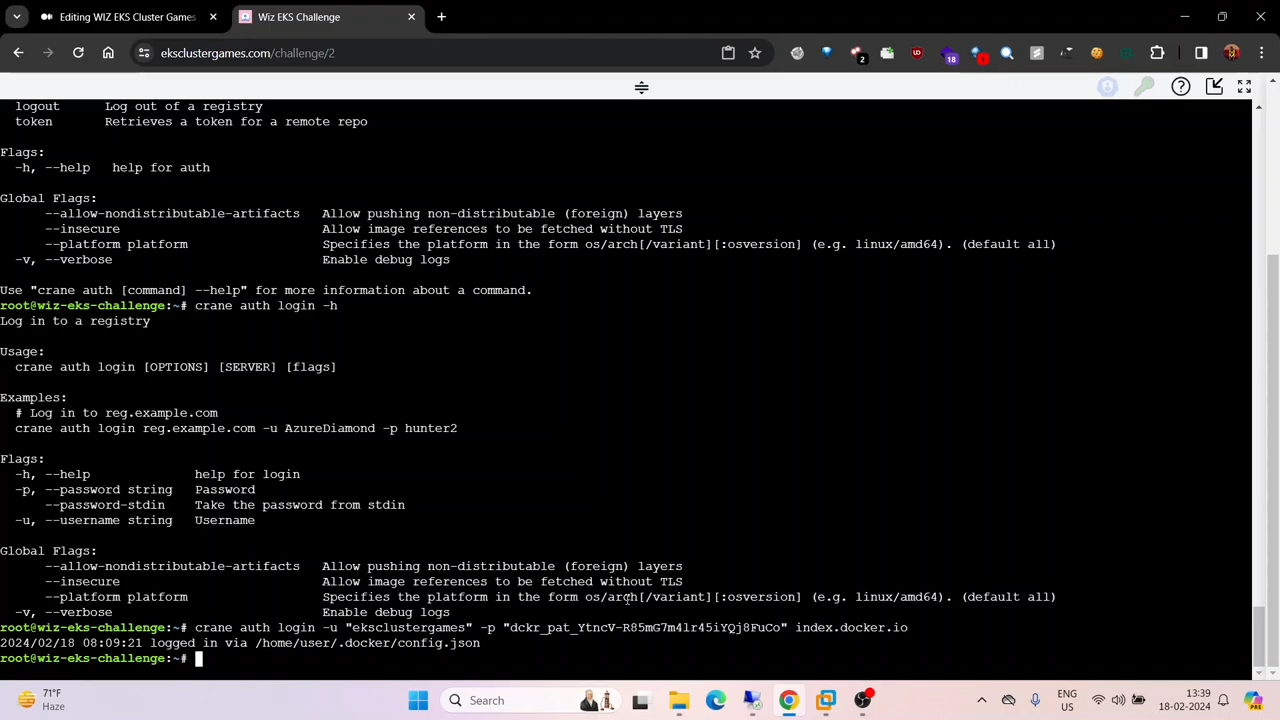 Editing WIZ EKS Cluster Games
Wiz EKS Challenge
eksclustergames.com/challenge/2
2
18
logout Log out of a registry
token Retrieves a token for a remote repo
Flags:
-h, --help help for auth
Global Flags:
--allow-nondistributable-artifacts Allow pushing non-distributable (foreign) layers
--insecure Allow image references to be fetched without TLS
--platform platform Specifies the platform in the form os/arch[/variant][:osversion] (e.g. linux/amd64). (default all)
-v, --verbose Enable debug logs
Use "crane auth [command] --help" for more information about a command.
root@wiz-eks-challenge:~# crane auth login -h
Log in to a registry
Usage:
crane auth login [OPTIONS] [SERVER] [flags]
Examples:
# Log in to reg.example.com
crane auth login reg.example.com -u AzureDiamond -p hunter2
Flags:
-h, --help help for login
-p, --password string Password
--password-stdin Take the password from stdin
-u, --username string Username
Global Flags:
--allow-nondistributable-artifacts Allow pushing non-distributable (foreign) layers
--insecure Allow image references to be fetched without TLS
--platform platform Specifies the platform in the form os/arch[/variant][:osversion] (e.g. linux/amd64). (default all)
-v, --verbose Enable debug logs
root@wiz-eks-challenge:~# crane auth login -u "eksclustergames" -p "dckr_pat_YtncV-R85mG7m4lr45iYQj8FuCo" index.docker.io
2024/02/18 08:09:21 logged in via /home/user/.docker/config.json
root@wiz-eks-challenge:~#
71°F
Haze
Search
ENG
US
13:39
18-02-2024
PRE